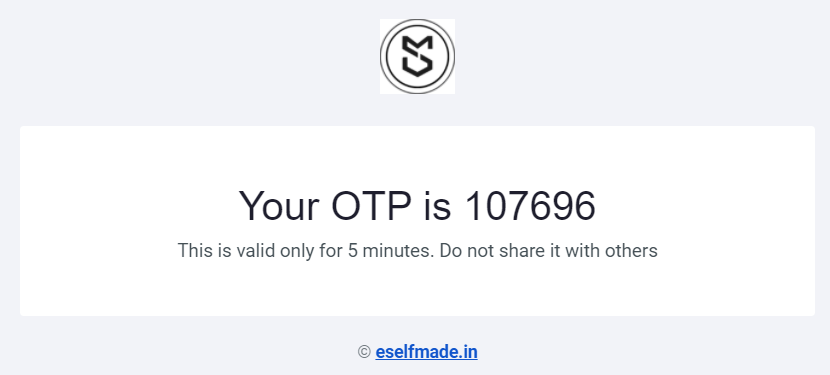 Your OTP is 107696
This is valid only for 5 minutes. Do not share it with others
© eselfmade.in